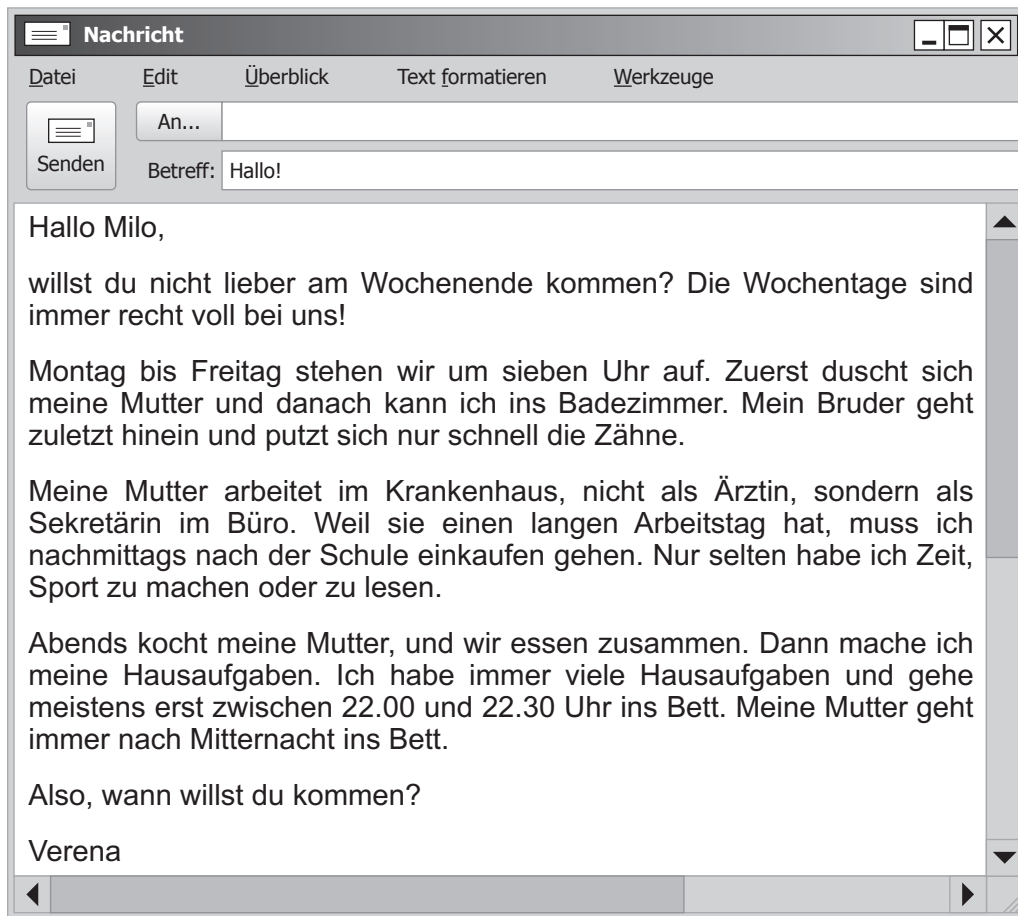 Nachricht
Datei Edit Überblick Text formatieren Werkzeuge
An...
Senden
Betreff: Hallo!
Hallo Milo,
willst du nicht lieber am Wochenende kommen? Die Wochentage sind
immer recht voll bei uns!
Montag bis Freitag stehen wir um sieben Uhr auf. Zuerst duscht sich
meine Mutter und danach kann ich ins Badezimmer. Mein Bruder geht
zuletzt hinein und putzt sich nur schnell die Zähne.
Meine Mutter arbeitet im Krankenhaus, nicht als Ärztin, sondern als
Sekretärin im Büro. Weil sie einen langen Arbeitstag hat, muss ich
nachmittags nach der Schule einkaufen gehen. Nur selten habe ich Zeit,
Sport zu machen oder zu lesen.
Abends kocht meine Mutter, und wir essen zusammen. Dann mache ich
meine Hausaufgaben. Ich habe immer viele Hausaufgaben und gehe
meistens erst zwischen 22.00 und 22.30 Uhr ins Bett. Meine Mutter geht
immer nach Mitternacht ins Bett.
Also, wann willst du kommen?
Verena